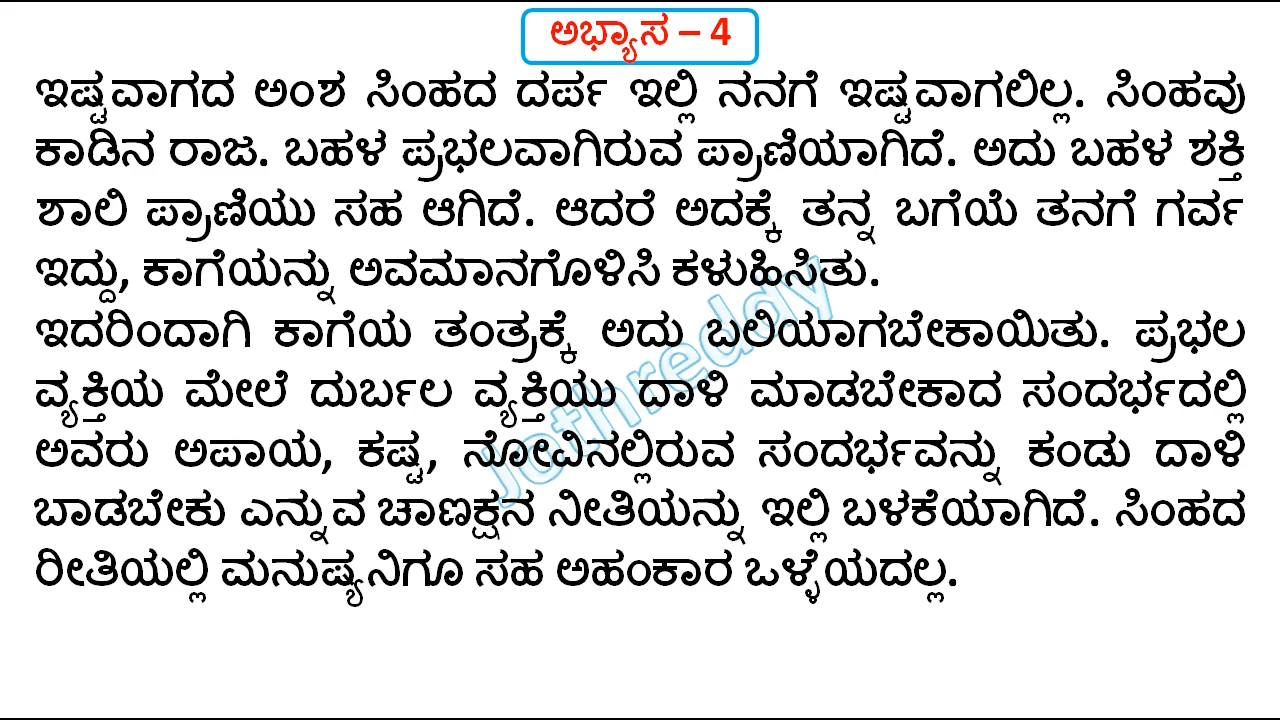 ಅಭ್ಯಾಸ – 4
ಇಷ್ಟವಾಗದ ಅಂಶ ಸಿಂಹದ ದರ್ಪ ಇಲ್ಲಿ ನನಗೆ ಇಷ್ಟವಾಗಲಿಲ್ಲ. ಸಿಂಹವು
ಕಾಡಿನ ರಾಜ. ಬಹಳ ಪ್ರಭಲವಾಗಿರುವ ಪ್ರಾಣಿಯಾಗಿದೆ. ಅದು ಬಹಳ ಶಕ್ತಿ
ಶಾಲಿ ಪ್ರಾಣಿಯು ಸಹ ಆಗಿದೆ. ಆದರೆ ಅದಕ್ಕೆ ತನ್ನ ಬಗೆಯೆ ತನಗೆ ಗರ್ವ
ಇದ್ದು, ಕಾಗೆಯನ್ನು ಅವಮಾನಗೊಳಿಸಿ ಕಳುಹಿಸಿತು.
ಇದರಿಂದಾಗಿ ಕಾಗೆಯ ತಂತ್ರಕ್ಕೆ ಅದು ಬಲಿಯಾಗಬೇಕಾಯಿತು. ಪ್ರಭಲ
ವ್ಯಕ್ತಿಯ ಮೇಲೆ ದುರ್ಬಲ ವ್ಯಕ್ತಿಯು ದಾಳಿ ಮಾಡಬೇಕಾದ ಸಂದರ್ಭದಲ್ಲಿ
ಅವರು ಅಪಾಯ, ಕಷ್ಟ, ನೋವಿನಲ್ಲಿರುವ ಸಂದರ್ಭವನ್ನು ಕಂಡು ದಾಳಿ
ಬಾಡಬೇಕು ಎನ್ನುವ ಚಾಣಕ್ಷನ ನೀತಿಯನ್ನು ಇಲ್ಲಿ ಬಳಕೆಯಾಗಿದೆ. ಸಿಂಹದ
ರೀತಿಯಲ್ಲಿ ಮನುಷ್ಯನಿಗೂ ಸಹ ಅಹಂಕಾರ ಒಳ್ಳೆಯದಲ್ಲ.
Jothreddy